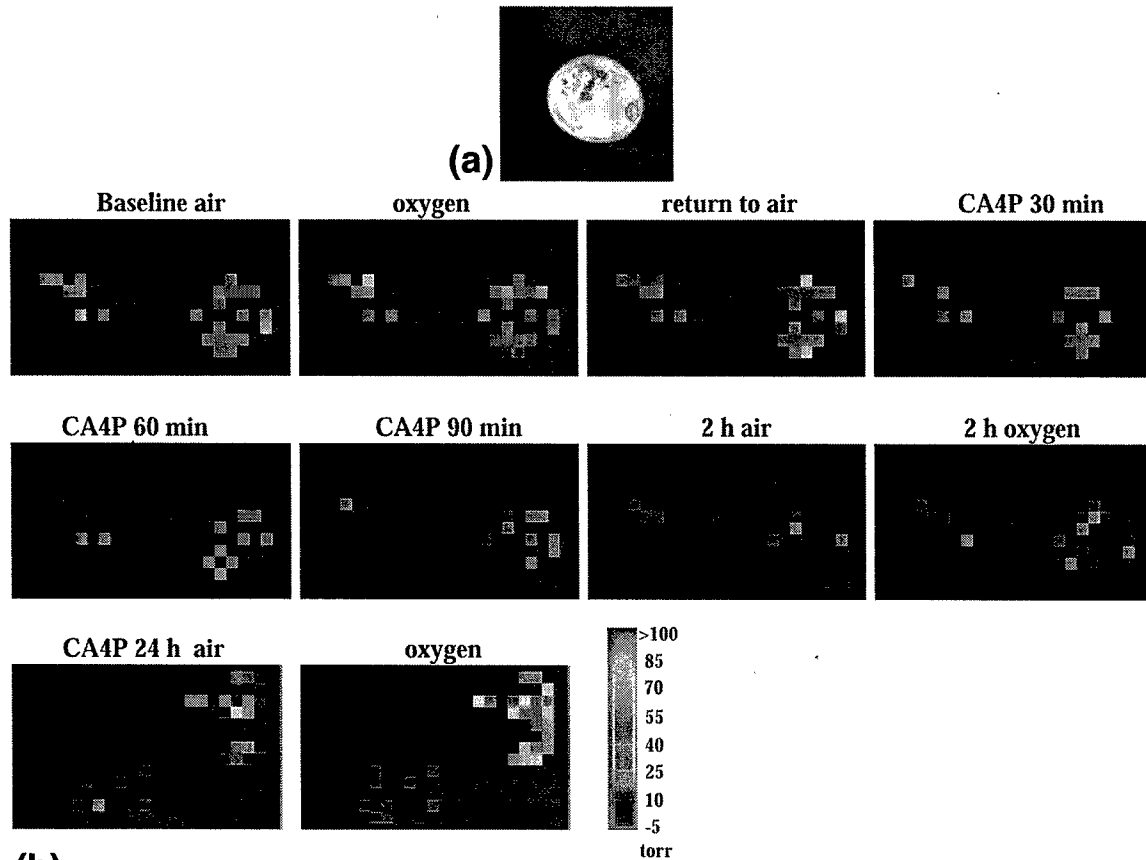 (a)
Baseline air oxygen return to air CA4P 30 min
CA4P 60 min CA4P 90 min 2 h air 2 h oxygen
CA4P 24 h air oxygen
>100
85
70
55
40
25
10
-5
torr
(b)